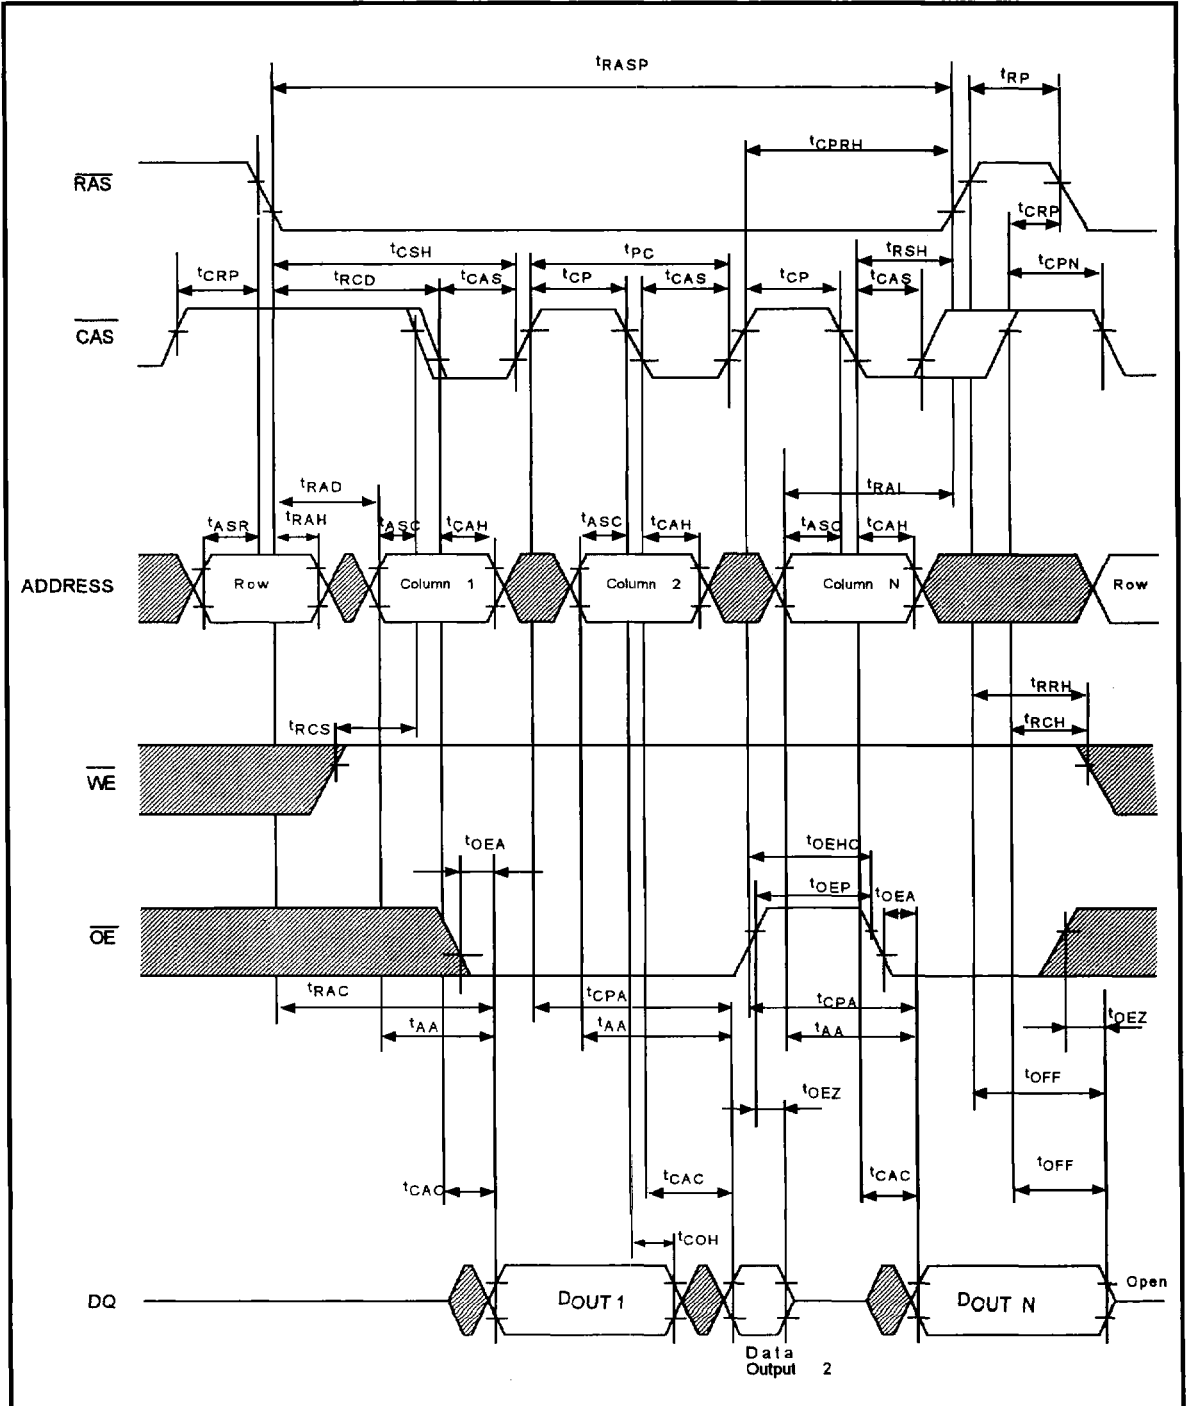 tRASP
tRP
tCPRH
RAS
tCRP
tCSH
tPC
tRSH
tCRP
tRCD
tCAS
tCP
tCAS
tCP
tCAS
tCPN
CAS
tRAD
tRAL
tASR
tRAH
tASC
tCAH
tASC
tCAH
tASC
tCAH
ADDRESS
Row
Column 1
Column 2
Column N
Row
tRRH
tRCS
tRCH
WE
tOEA
tOEHC
tOEP
tOEA
OE
tRAC
tCPA
tCPA
tAA
tAA
tAA
tOEZ
tOFF
tOEZ
tCAC
tCAC
tCAC
tOFF
tCOH
DQ
DOUT 1
DOUT N
Open
Data
Output 2